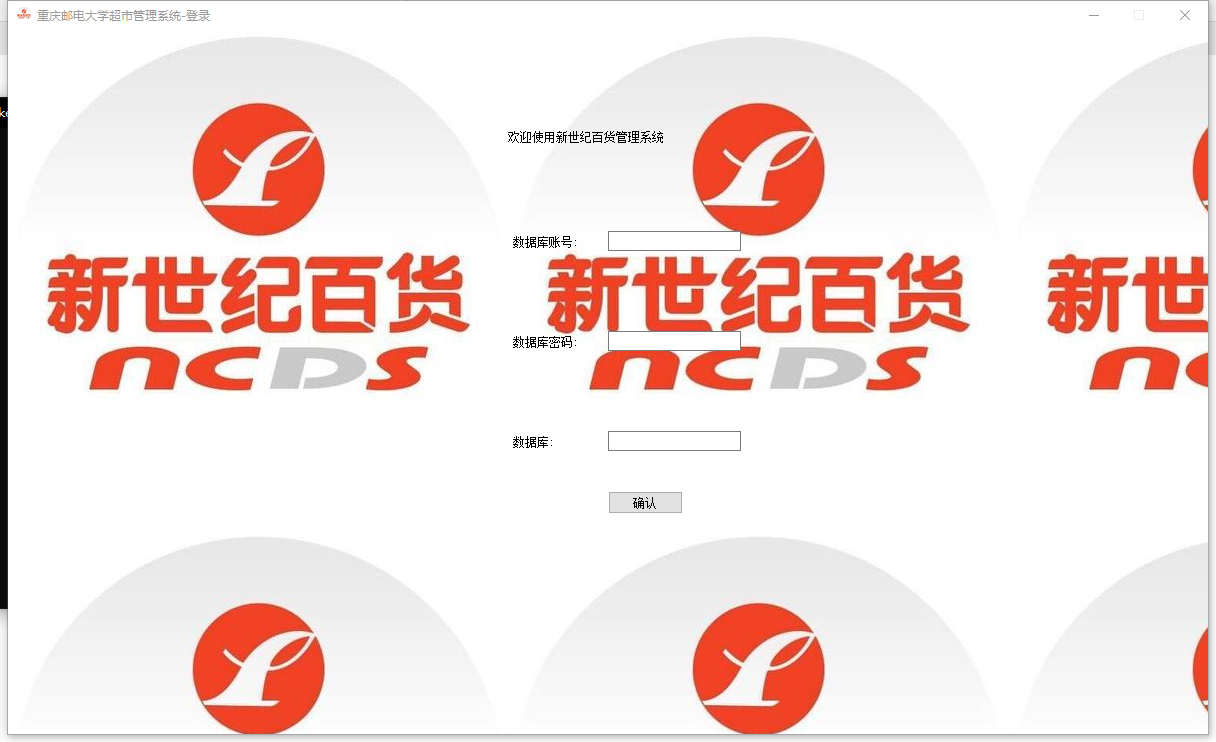 重庆邮电大学超市管理系统-登录
ke
欢迎使用新世纪百货管理系统
数据库账号:
新世纪百货 新世纪百货 新世
数据库密码:
ncDs ncDs nc
数据库:
确认